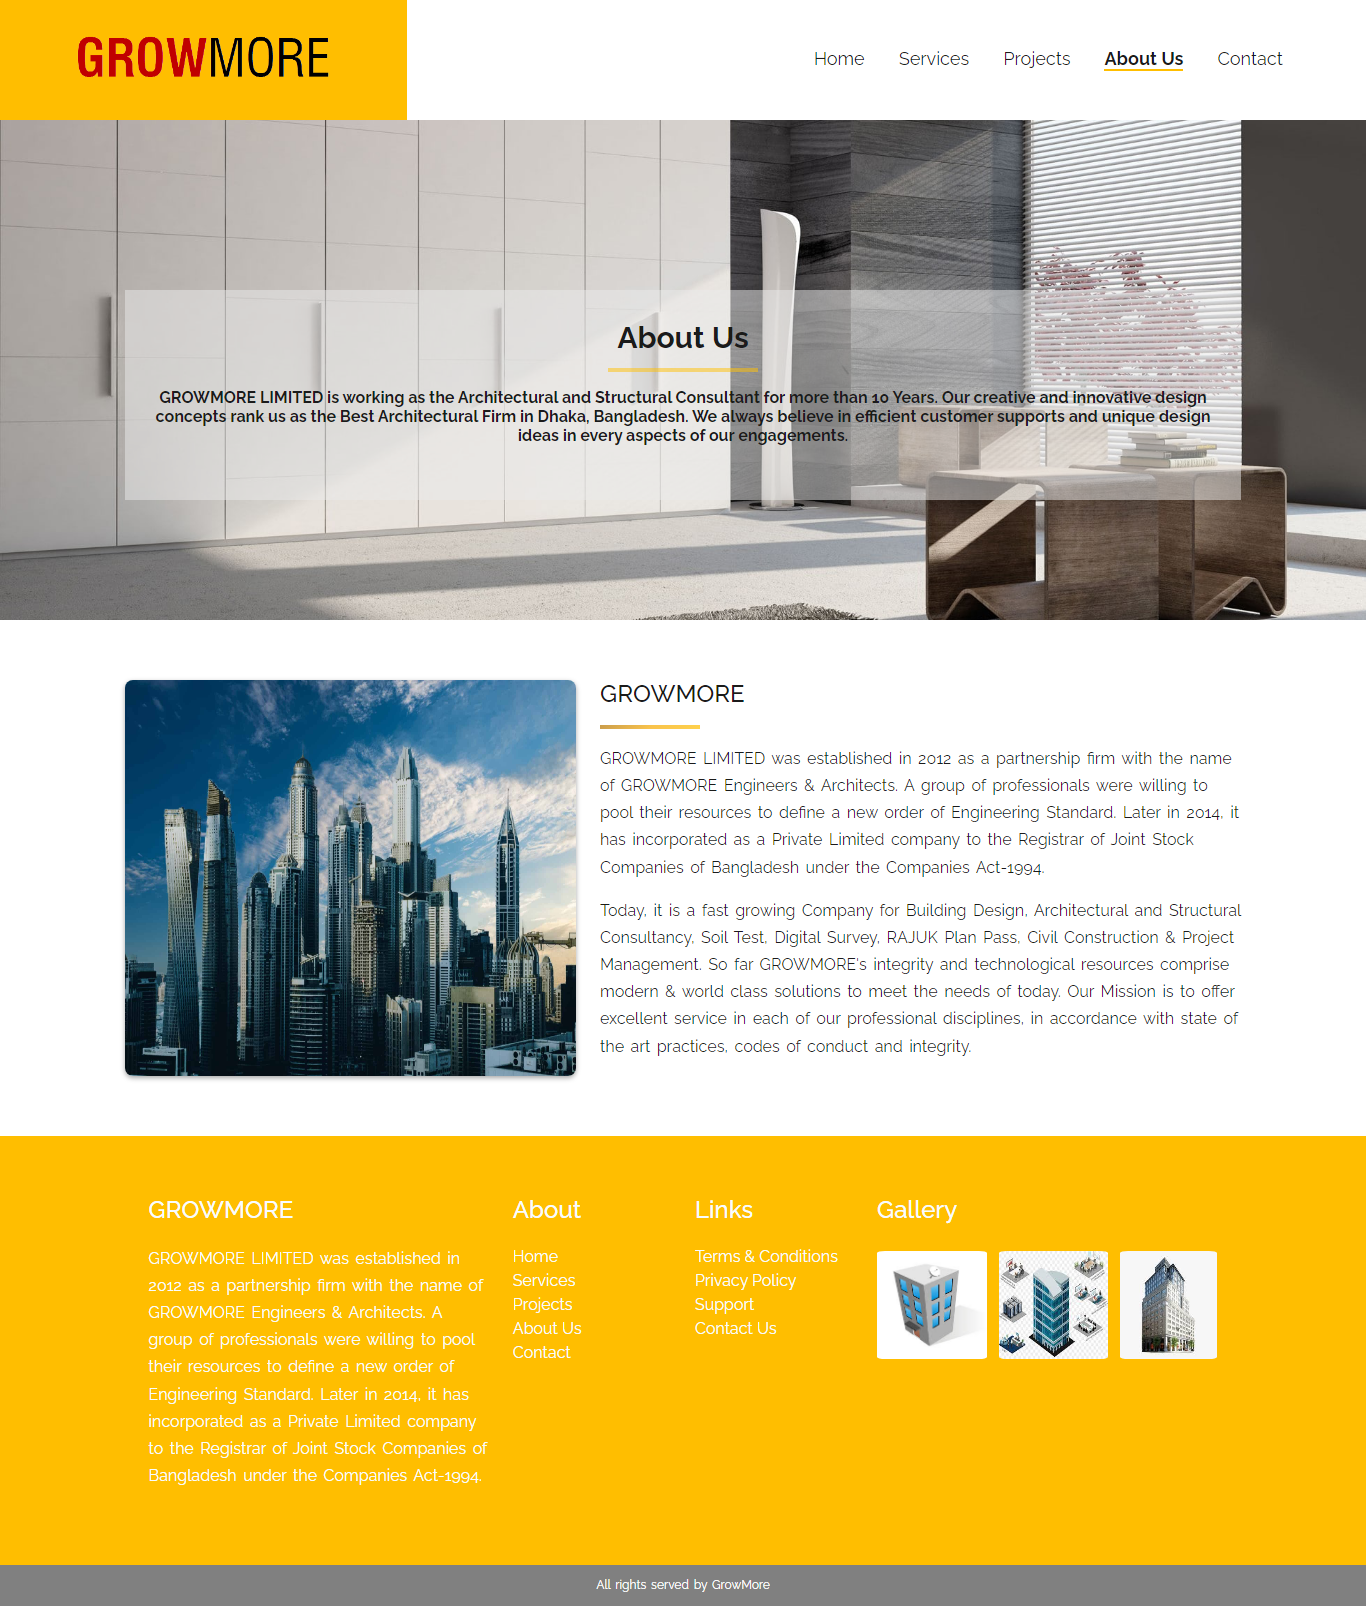 GROWMORE
Home
Services
Projects
About Us
Contact
About Us
GROWMORE LIMITED is working as the Architectural and Structural Consultant for more than 10 Years. Our creative and innovative design
concepts rank us as the Best Architectural Firm in Dhaka, Bangladesh. We always believe in efficient customer supports and unique design
ideas in every aspects of our engagements.
GROWMORE
GROWMORE LIMITED was established in 2012 as a partnership firm with the name
of GROWMORE Engineers & Architects. A group of professionals were willing to
pool their resources to define a new order of Engineering Standard. Later in 2014, it
has incorporated as a Private Limited company to the Registrar of Joint Stock
Companies of Bangladesh under the Companies Act-1994.
Today, it is a fast growing Company for Building Design, Architectural and Structural
Consultancy, Soil Test, Digital Survey, RAJUK Plan Pass, Civil Construction & Project
Management. So far GROWMORE's integrity and technological resources comprise
modern & world class solutions to meet the needs of today. Our Mission is to offer
excellent service in each of our professional disciplines, in accordance with state of
the art practices, codes of conduct and integrity.
GROWMORE
GROWMORE LIMITED was established in
2012 as a partnership firm with the name of
GROWMORE Engineers & Architects. A
group of professionals were willing to pool
their resources to define a new order of
Engineering Standard. Later in 2014, it has
incorporated as a Private Limited company
to the Registrar of Joint Stock Companies of
Bangladesh under the Companies Act-1994.
About
Home
Services
Projects
About Us
Contact
Links
Terms & Conditions
Privacy Policy
Support
Contact Us
Gallery
All rights served by GrowMore